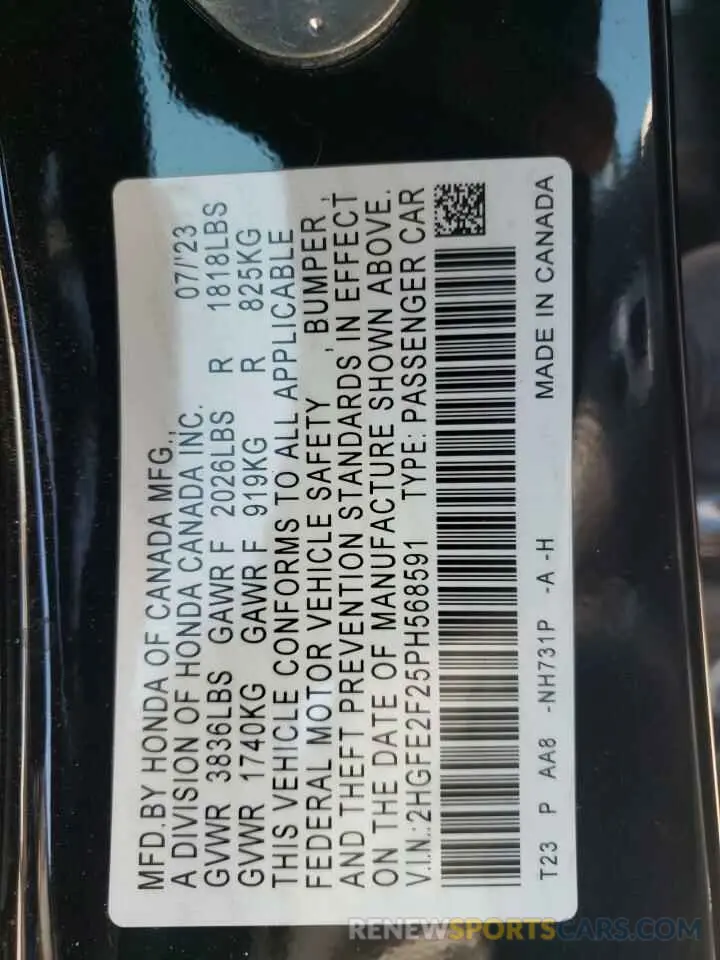 MFD.BY HONDA OF CANADA MFG., 07/'23
A DIVISION OF HONDA CANADA INC.
GVWR 3836LBS GAWR F 2026LBS R 1818LBS
GVWR 1740KG GAWR F 919KG R 825KG
THIS VEHICLE CONFORMS TO ALL APPLICABLE
FEDERAL MOTOR VEHICLE SAFETY , BUMPER ,
AND THEFT PREVENTION STANDARDS IN EFFECT
ON THE DATE OF MANUFACTURE SHOWN ABOVE.
V.I.N.:2HGFE2F25PH568591 TYPE: PASSENGER CAR
T23 P AA8 -NH731P -A -H MADE IN CANADA
RENEWSPORTSCARS.COM